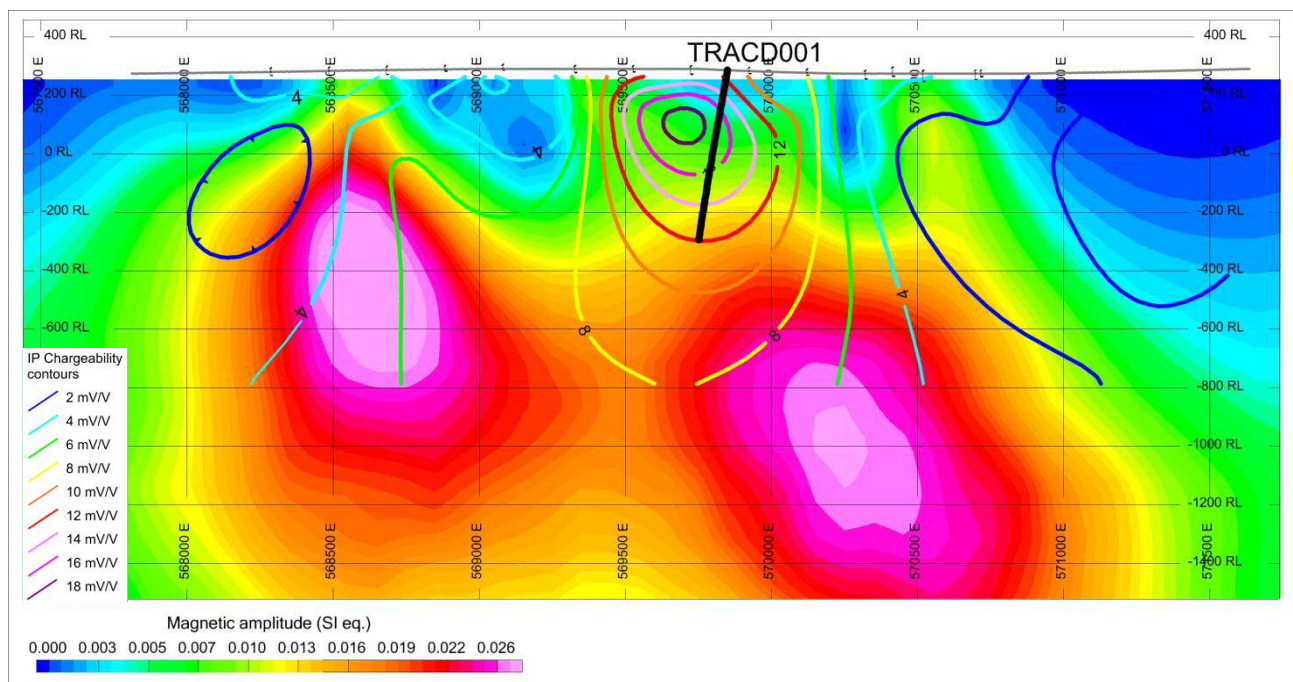 TRACD001
400 RL
400 RL
567500 E
568000 E
568500 E
569000 E
569500 E
570000 E
570500 E
571000 E
571500 E
200 RL
200 RL
4
4
12
0 RL
0 RL
-200 RL
-200 RL
-400 RL
-400 RL
4
4
8
8
-600 RL
-600 RL
-800 RL
-1000 RL
-1200 RL
-1400 RL
568000 E
568500 E
569000 E
569500 E
570000 E
570500 E
571000 E
571500 E
IP Chargeability
contours
2 mV/V
4 mV/V
6 mV/V
8 mV/V
10 mV/V
12 mV/V
14 mV/V
16 mV/V
18 mV/V
Magnetic amplitude (SI eq.)
0.000 0.003 0.005 0.007 0.010 0.013 0.016 0.019 0.022 0.026